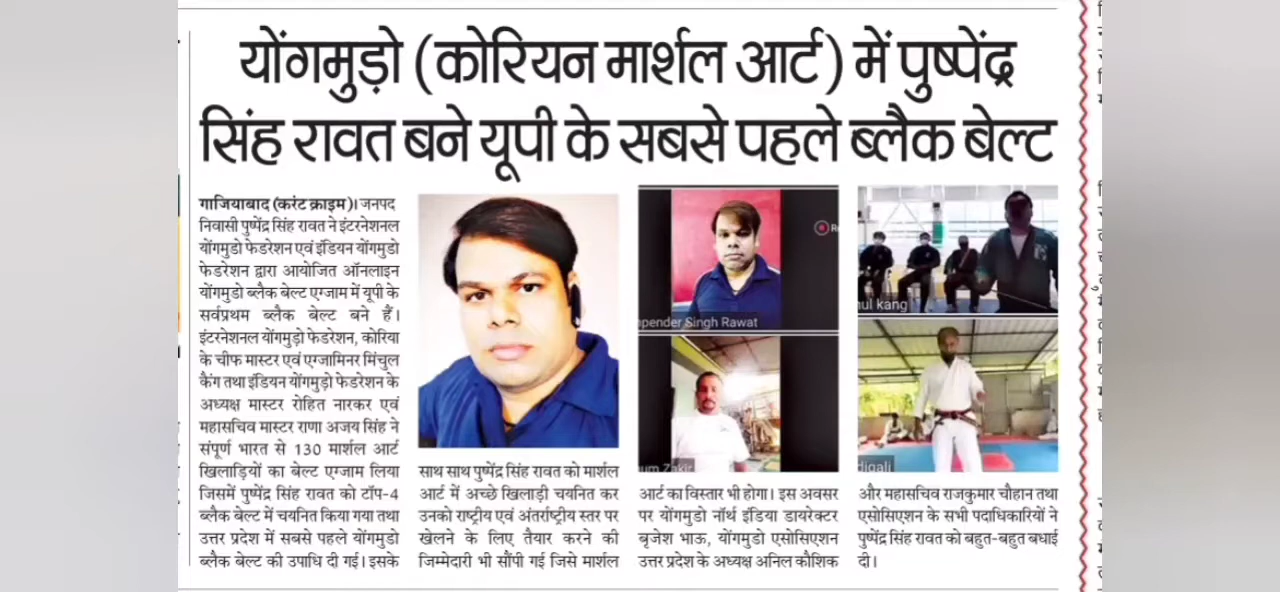 योंगमुड़ो (कोरियन मार्शल आर्ट) में पुष्पेंद्र
सिंह रावत बने यूपी के सबसे पहले ब्लैक बेल्ट
गाजियाबाद (करंट क्राइम)। जनपद
निवासी पुष्पेंद्र सिंह रावत ने इंटरनेशनल
योंगमुडो फेडरेशन एवं इंडियन योंगमुडो
फेडरेशन द्वारा आयोजित ऑनलाइन
योंगमुडो ब्लैक बेल्ट एग्जाम में यूपी के
सर्वप्रथम ब्लैक बेल्ट बने हैं।
इंटरनेशनल योंगमुडो फेडरेशन, कोरिया
के चीफ मास्टर एवं एग्जामिनर मिंचुल
कैंग तथा इंडियन योंगमुडो फेडरेशन के
अध्यक्ष मास्टर रोहित नारकर एवं
महासचिव मास्टर राणा अजय सिंह ने
संपूर्ण भारत से 130 मार्शल आर्ट
खिलाड़ियों का बेल्ट एग्जाम लिया
जिसमें पुष्पेंद्र सिंह रावत को टॉप-4
ब्लैक बेल्ट में चयनित किया गया तथा
उत्तर प्रदेश में सबसे पहले योंगमुडो
ब्लैक बेल्ट की उपाधि दी गई। इसके
साथ साथ पुष्पेंद्र सिंह रावत को मार्शल
आर्ट में अच्छे खिलाड़ी चयनित कर
उनको राष्ट्रीय एवं अंतर्राष्ट्रीय स्तर पर
खेलने के लिए तैयार करने की
जिम्मेदारी भी सौंपी गई जिसे मार्शल
pender Singh Rawat
um Zakir
आर्ट का विस्तार भी होगा। इस अवसर
पर योंगमुडो नॉर्थ इंडिया डायरेक्टर
बृजेश भाऊ, योंगमुडो एसोसिएशन
उत्तर प्रदेश के अध्यक्ष अनिल कौशिक
ul kang
digali
और महासचिव राजकुमार चौहान तथा
एसोसिएशन के सभी पदाधिकारियों ने
पुष्पेंद्र सिंह रावत को बहुत-बहुत बधाई
दी।